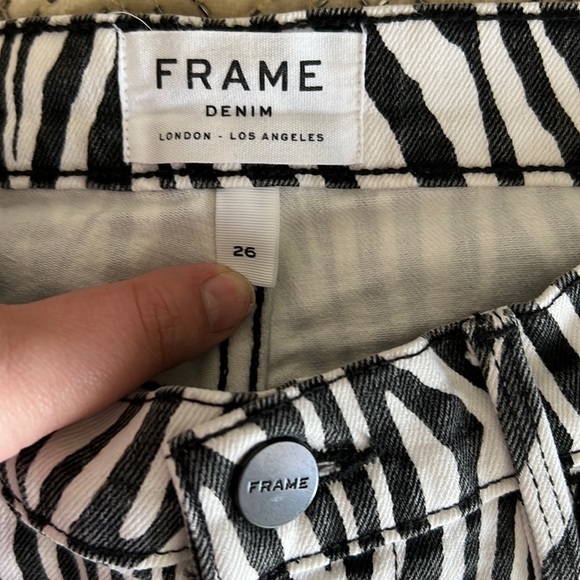 FRAME
DENIM
LONDON - LOS ANGELES
26
FRAME